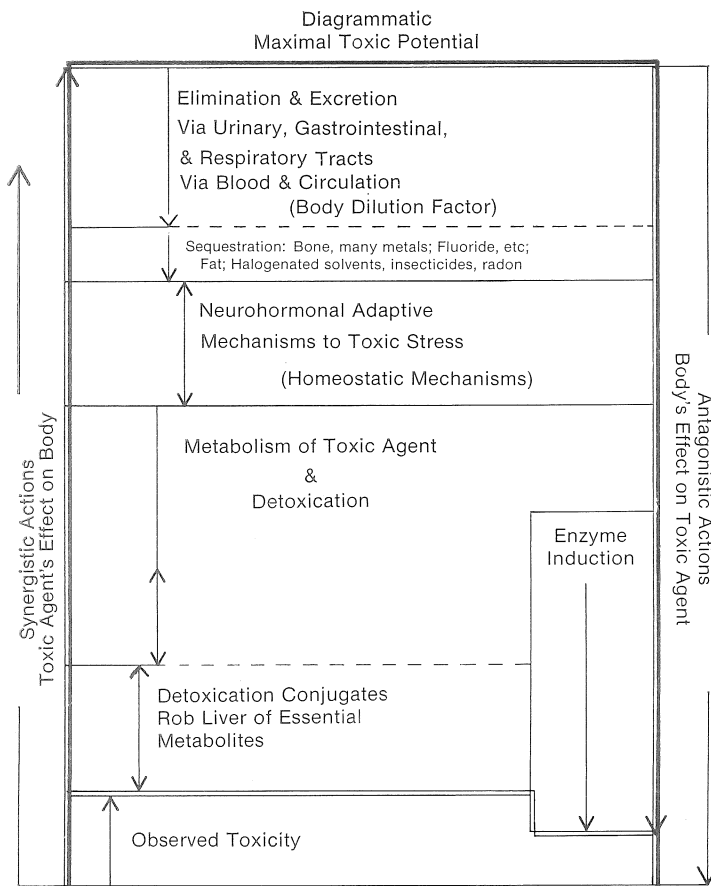 Diagrammatic
Maximal Toxic Potential
Elimination & Excretion
Via Urinary, Gastrointestinal,
& Respiratory Tracts
Via Blood & Circulation
(Body Dilution Factor)
Sequestration: Bone, many metals; Fluoride, etc;
Fat; Halogenated solvents, insecticides, radon
Neurohormonal Adaptive
Mechanisms to Toxic Stress
(Homeostatic Mechanisms)
Metabolism of Toxic Agent
&
Detoxication
Enzyme
Induction
Detoxication Conjugates
Rob Liver of Essential
Metabolites
Observed Toxicity
Synergistic Actions
Toxic Agent's Effect on Body
Antagonistic Actions
Body's Effect on Toxic Agent